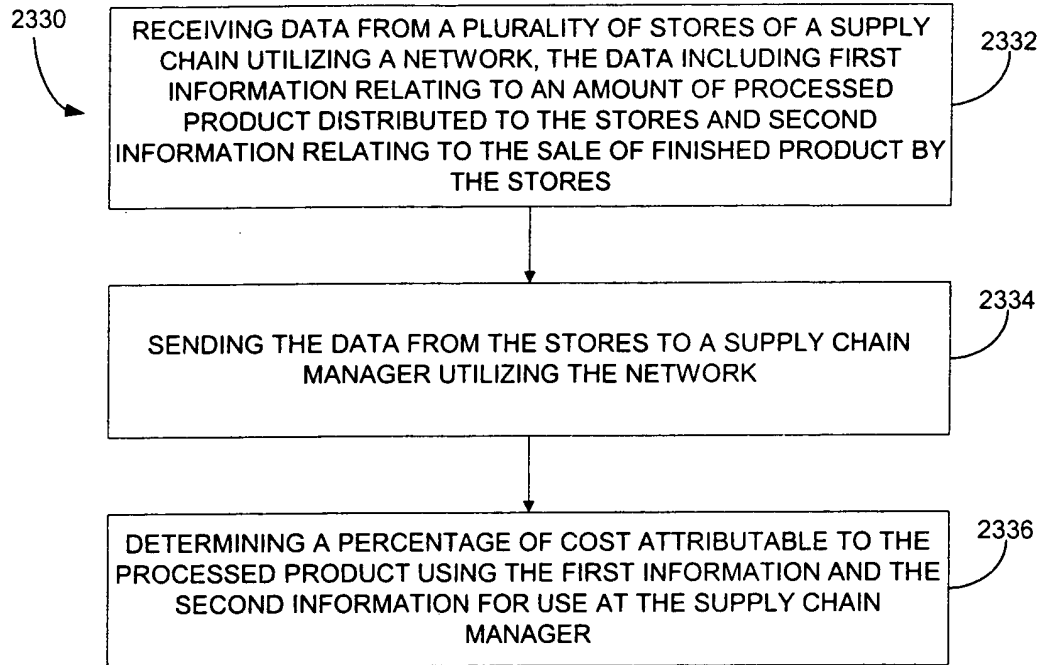 2330
RECEIVING DATA FROM A PLURALITY OF STORES OF A SUPPLY
CHAIN UTILIZING A NETWORK, THE DATA INCLUDING FIRST
INFORMATION RELATING TO AN AMOUNT OF PROCESSED
PRODUCT DISTRIBUTED TO THE STORES AND SECOND
INFORMATION RELATING TO THE SALE OF FINISHED PRODUCT BY
THE STORES
2332
SENDING THE DATA FROM THE STORES TO A SUPPLY CHAIN
MANAGER UTILIZING THE NETWORK
2334
DETERMINING A PERCENTAGE OF COST ATTRIBUTABLE TO THE
PROCESSED PRODUCT USING THE FIRST INFORMATION AND THE
SECOND INFORMATION FOR USE AT THE SUPPLY CHAIN
MANAGER
2336